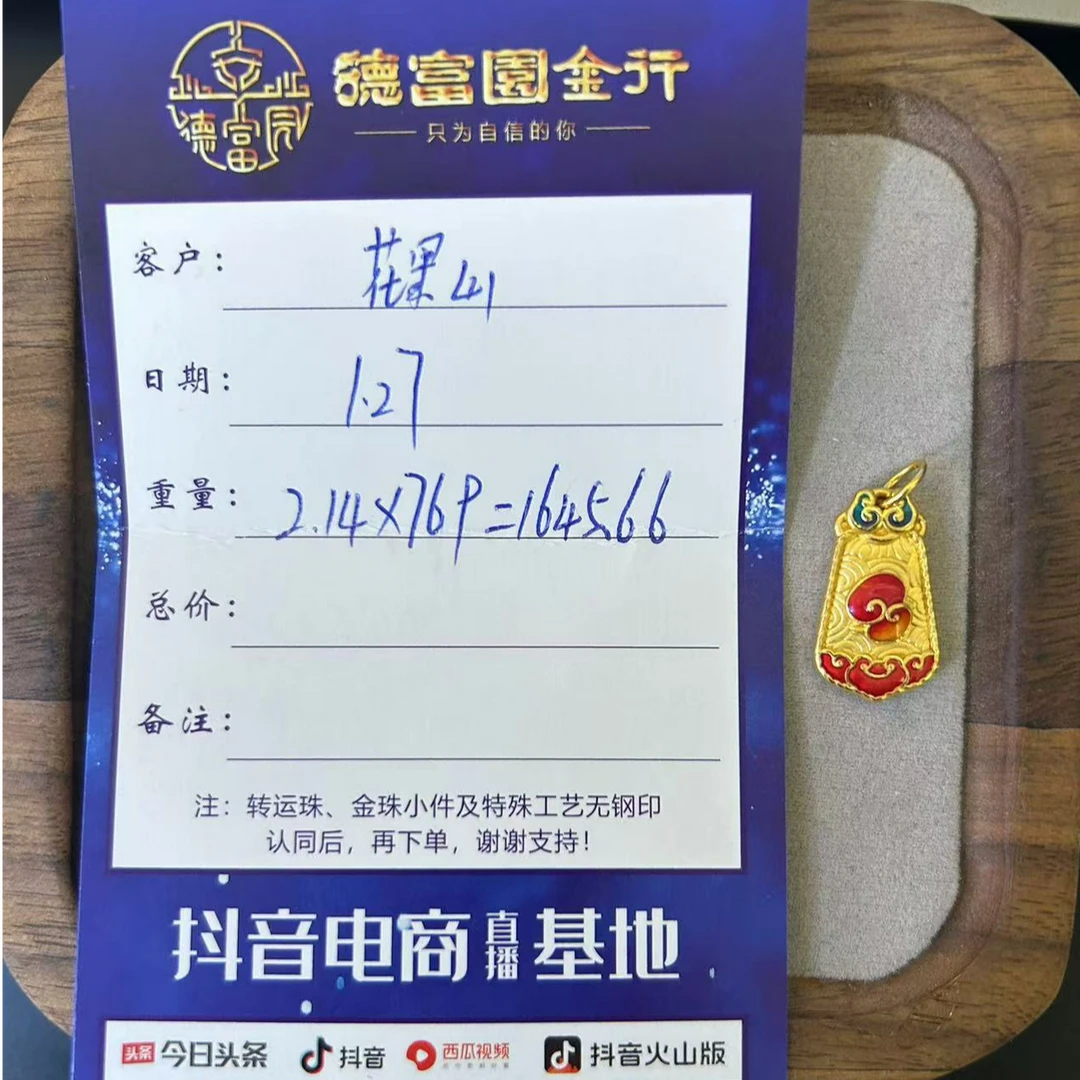 德富园
德富園金行
只为自信的你
客户： 花果山
日期： 1.27
重量： 2.14×769=1645.66
总价：
备注：
注：转运珠、金珠小件及特殊工艺无钢印
认同后，再下单，谢谢支持！
抖音电商直播基地
头条 今日头条 抖音 西瓜视频 抖音火山版